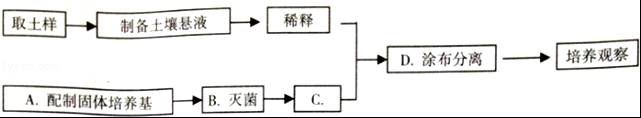 取土样
制备土壤悬液
稀释
D. 涂布分离
培养观察
A. 配制固体培养基
B. 灭菌
C.